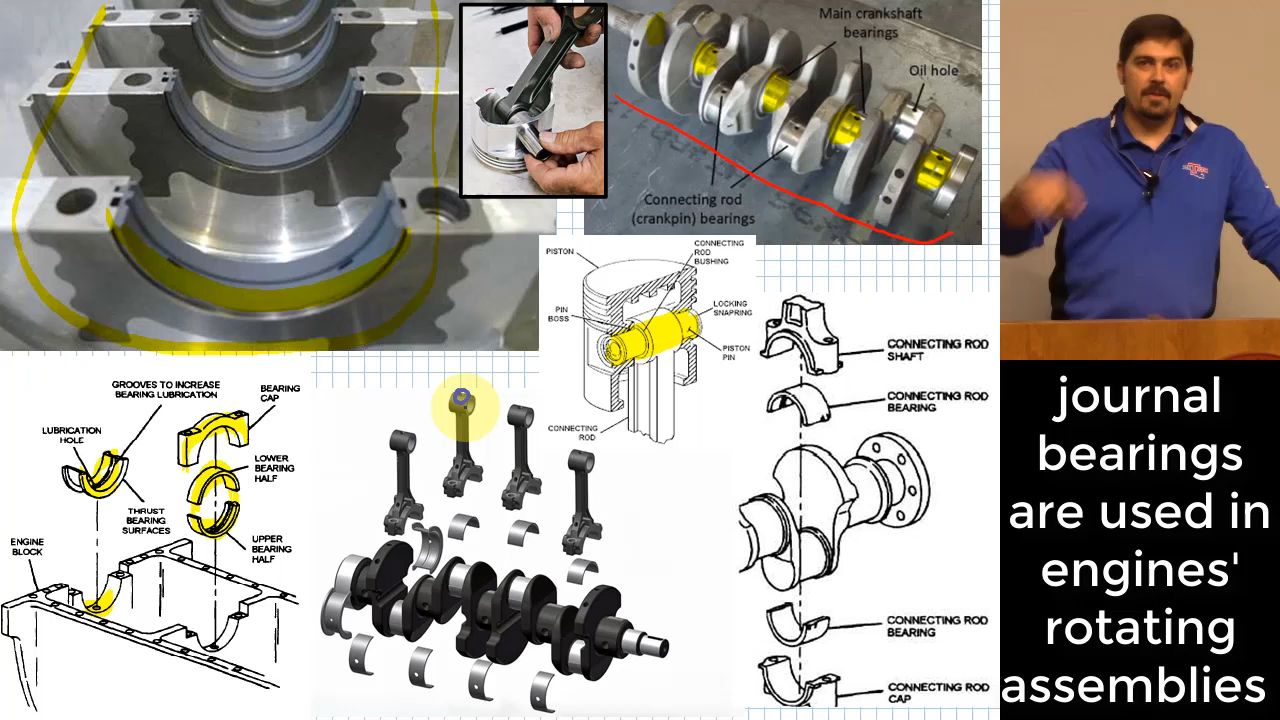 Main crankshaft
bearings
Oil hole
Connecting rod
(crankpin) bearings
PISTON
CONNECTING
ROD
BUSHING
PIN
BOSS
LOCKING
SNAPRING
PISTON
PIN
CONNECTING
ROD
GROOVES TO INCREASE
BEARING LUBRICATION
BEARING
CAP
LUBRICATION
HOLE
LOWER
BEARING
HALF
THRUST
BEARING
SURFACES
ENGINE
BLOCK
UPPER
BEARING
HALF
CONNECTING ROD
SHAFT
CONNECTING ROD
BEARING
CONNECTING ROD
BEARING
CONNECTING ROD
CAP
journal
bearings
are used in
engines'
rotating
assemblies